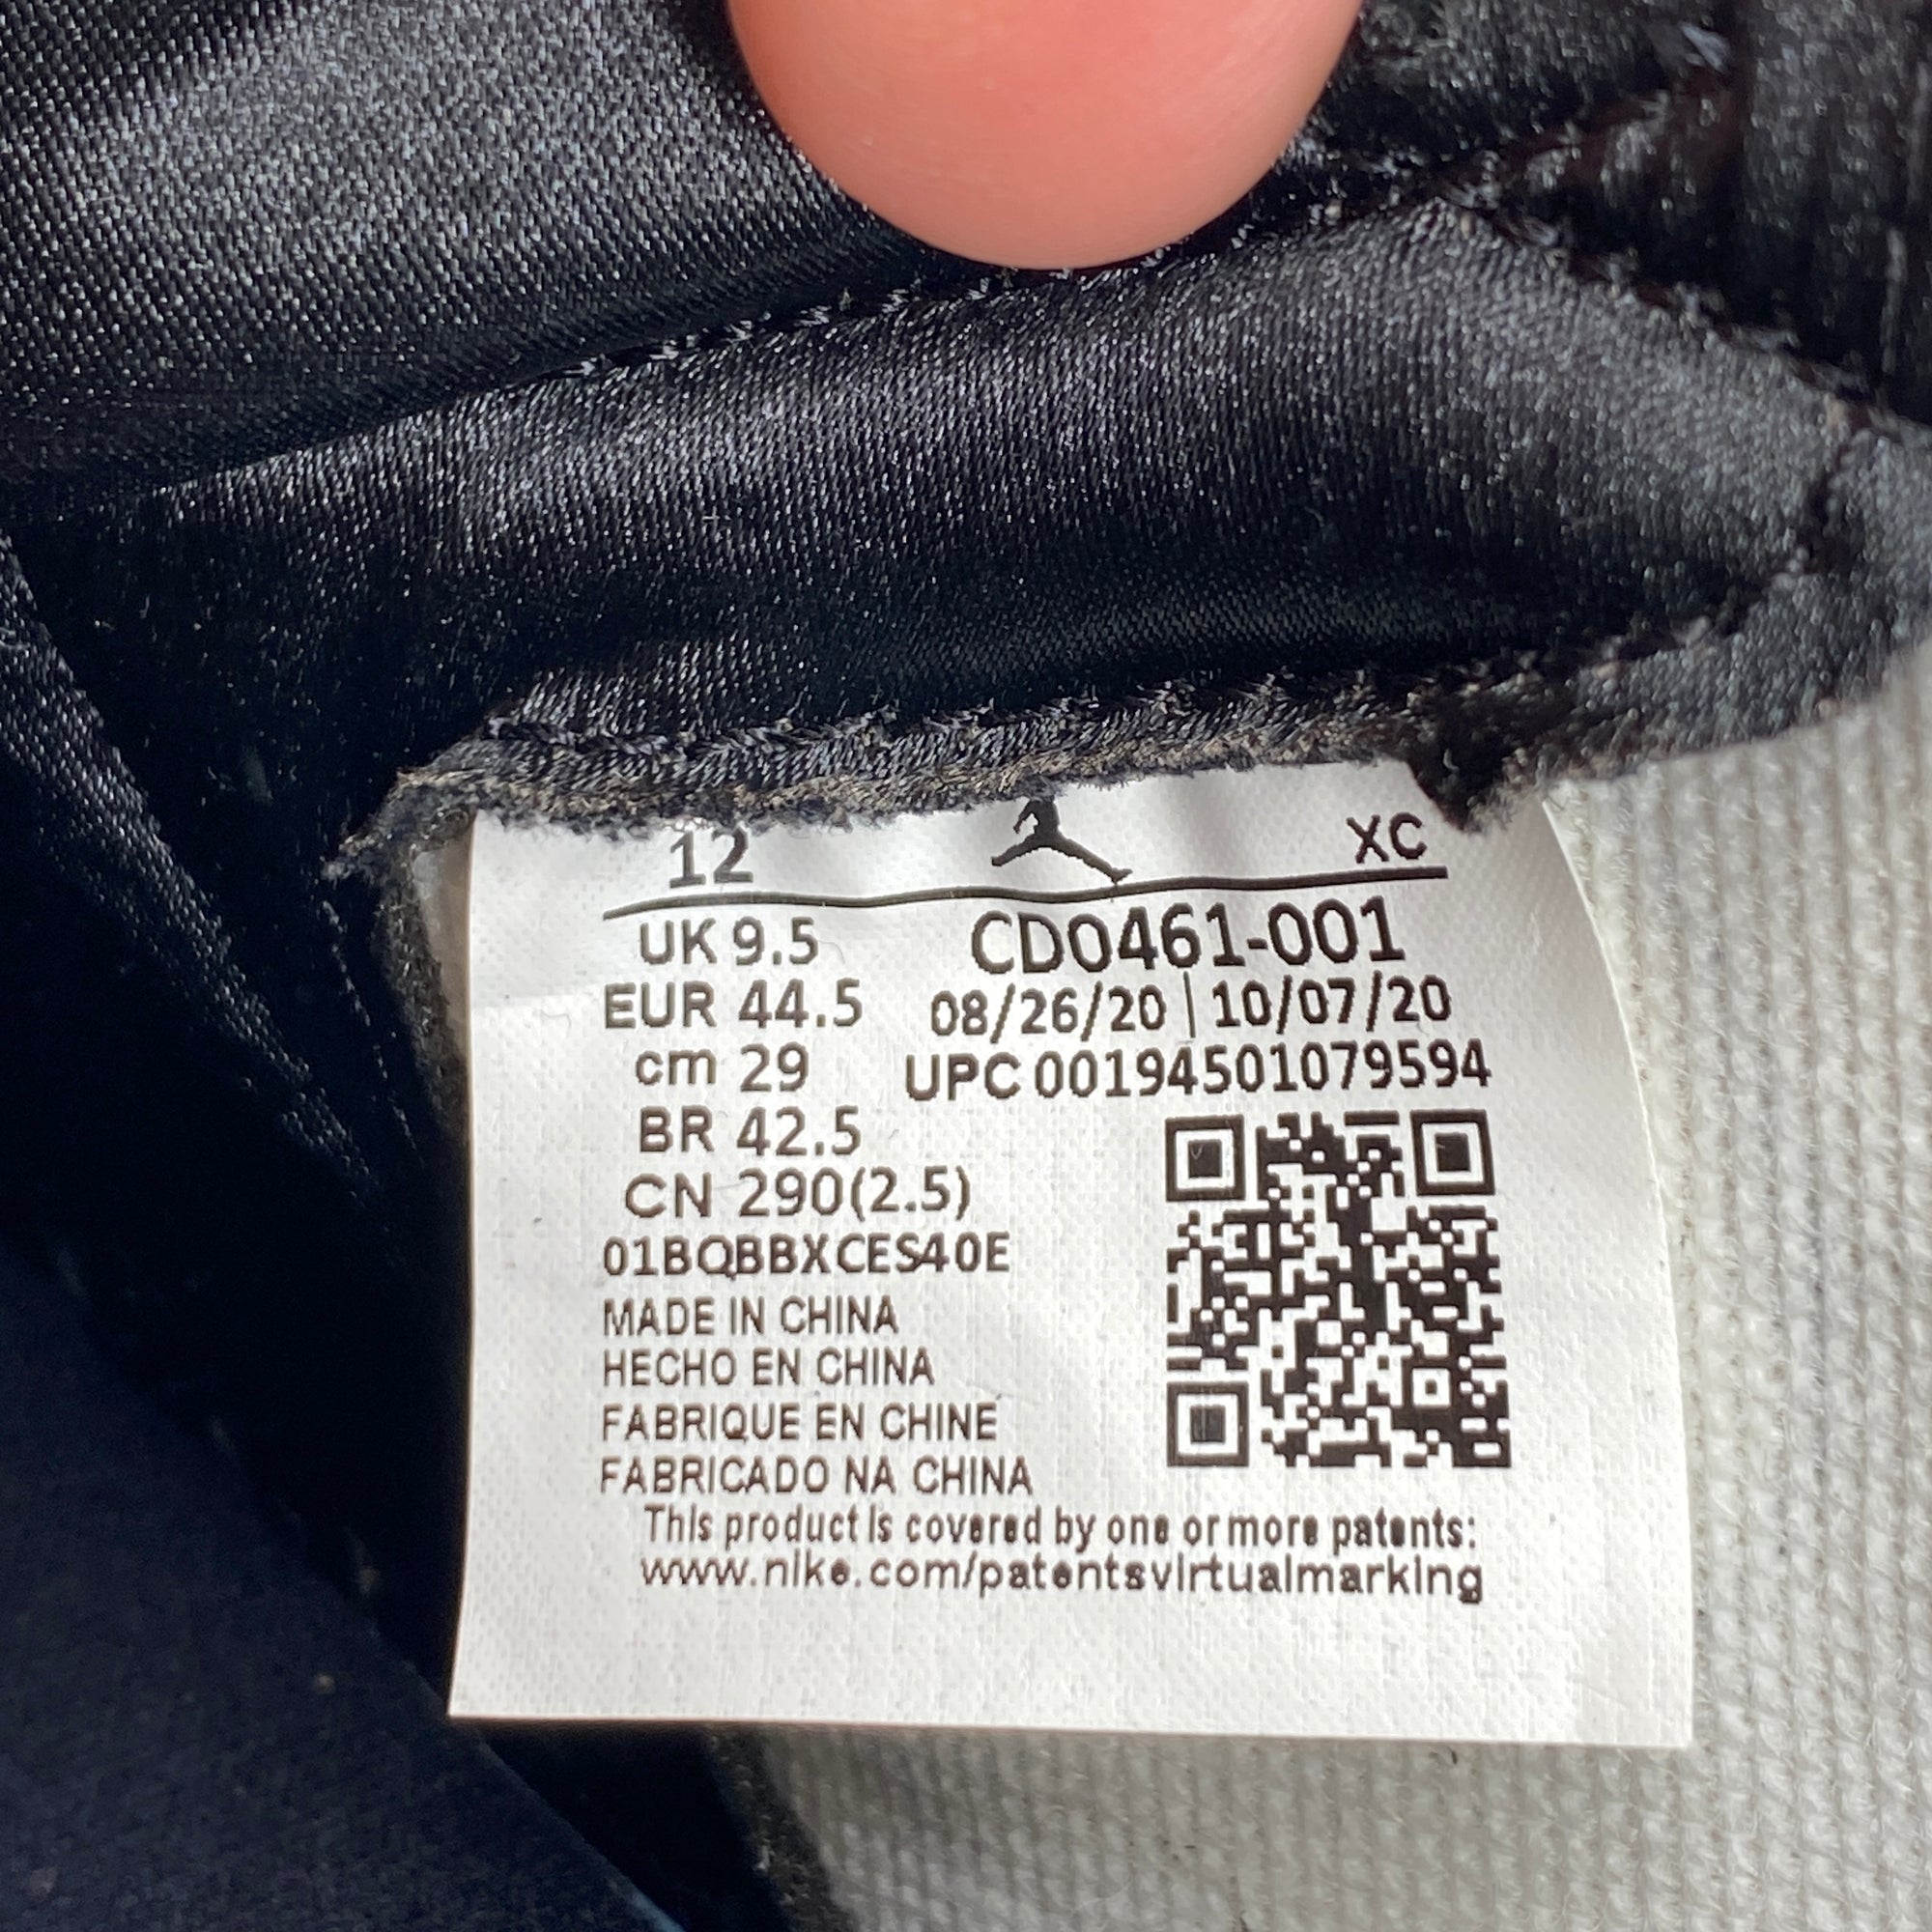 12 XC
UK 9.5 CD0461-001
EUR 44.5 08/26/20 | 10/07/20
cm 29 UPC 00194501079594
BR 42.5
CN 290(2.5)
01BQBBXCES40E
MADE IN CHINA
HECHO EN CHINA
FABRIQUE EN CHINE
FABRICADO NA CHINA
This product is covered by one or more patents:
www.nike.com/patentsvirtualmarking